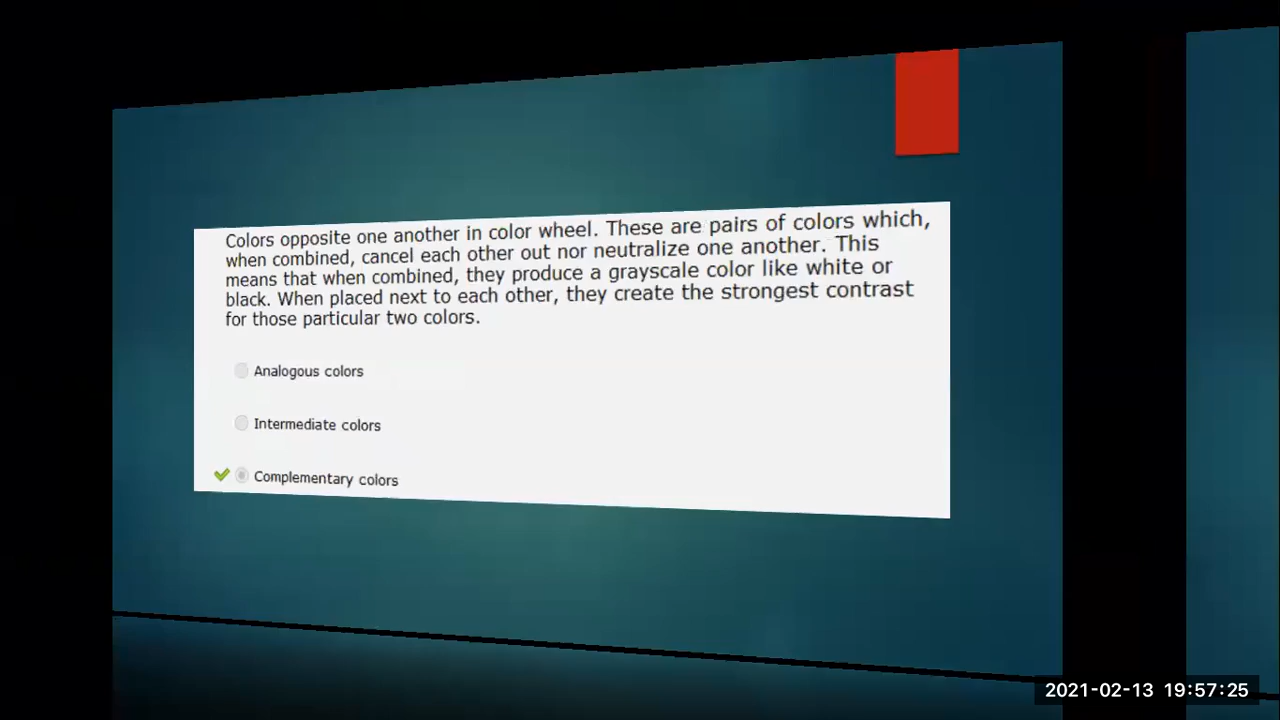 Colors opposite one another in color wheel. These are pairs of colors which,
when combined, cancel each other out nor neutralize one another. This
means that when combined, they produce a grayscale color like white or
black. When placed next to each other, they create the strongest contrast
for those particular two colors.
Analogous colors
Intermediate colors
Complementary colors
2021-02-13 19:57:25